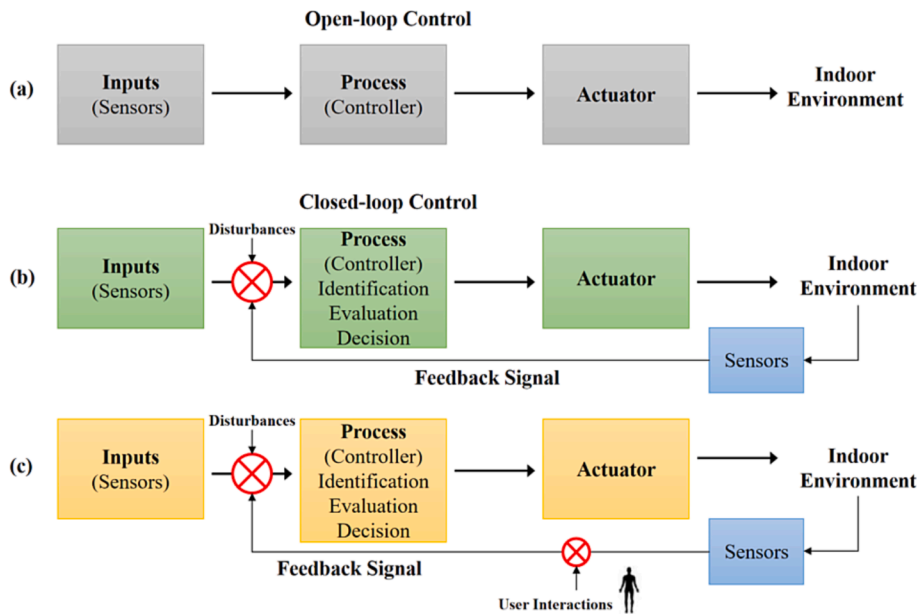 Open-loop Control
(a)
Inputs
(Sensors)
Process
(Controller)
Actuator
Indoor
Environment
Closed-loop Control
Disturbances
(b)
Inputs
(Sensors)
Process
(Controller)
Identification
Evaluation
Decision
Actuator
Indoor
Environment
Sensors
Feedback Signal
Disturbances
(c)
Inputs
(Sensors)
Process
(Controller)
Identification
Evaluation
Decision
Actuator
Indoor
Environment
Sensors
Feedback Signal
User Interactions